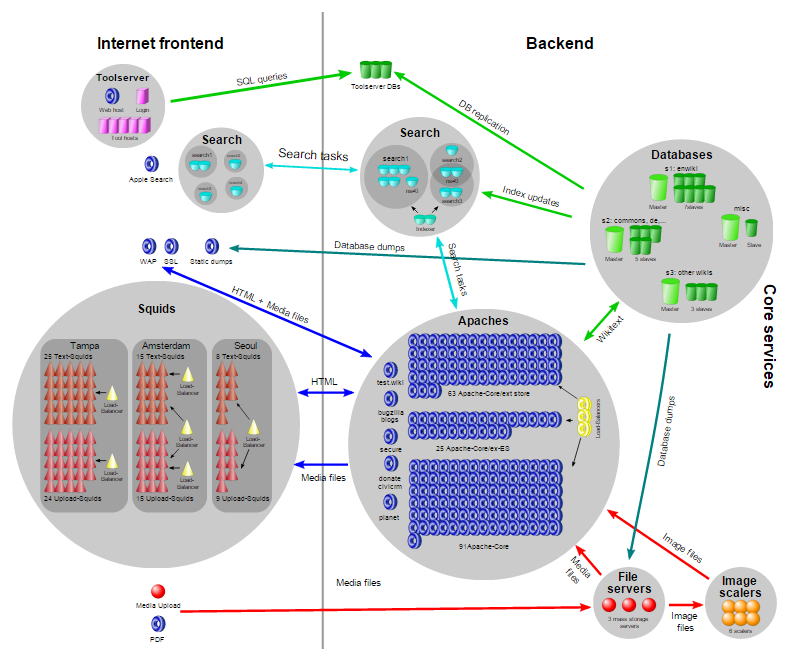 Internet frontend
Backend
Toolserver
Web host
Login
Tool hosts
SQL queries
Toolserver DBs
DB replication
Search
search1
Apple Search
Search tasks
Search
search1
search2
search3
Indexer
Index updates
Databases
s1: enwiki
Master
7slaves
misc
Master
Slave
s2: commons, de,...
Master
5 slaves
s3: other wikis
Master
3 slaves
Core services
WAP
SSL
Static dumps
Database dumps
Search tasks
HTML + Media files
Wikitext
Database dumps
Squids
Tampa
25 Text-Squids
Load-
Balancer
Load-
Balancer
24 Upload-Squids
Amsterdam
15 Text-Squids
Load-
Balancer
Load-
Balancer
Load-
Balancer
15 Upload-Squids
Seoul
8 Text-Squids
Load-
Balancer
9 Upload-Squids
HTML
Media files
Apaches
test.wiki
bugzilla
blogs
secure
donate
civicrm
planet
63 Apache-Core/ext store
25 Apache-Core/ex-ES
91Apache-Core
Load-Balancers
Media
files
Image files
Media files
Media Upload
PDF
File
servers
3 mass storage
servers
Image
files
Image
scalers
6 scalers